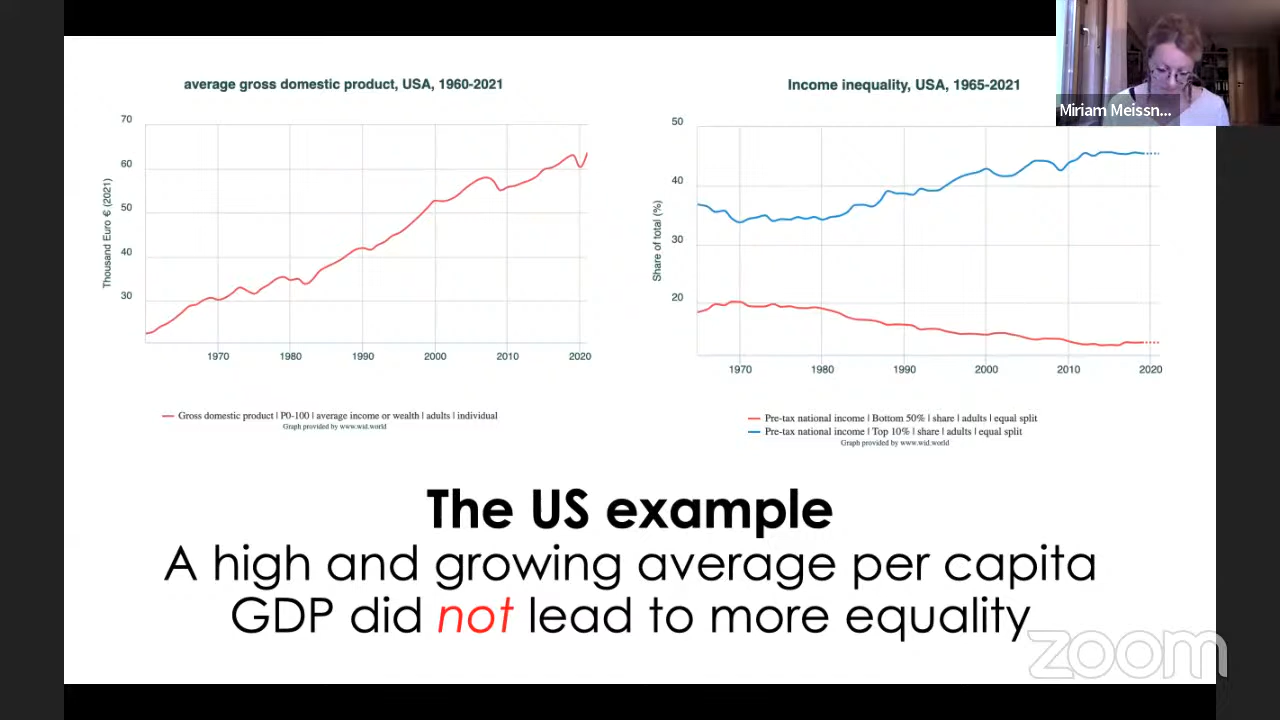 average gross domestic product, USA, 1960-2021
70
60
50
40
30
Thousand Euro € (2021)
1970 1980 1990 2000 2010 2020
Gross domestic product | P0-100 | average income or wealth | adults | individual
Graph provided by www.wid.world
Income inequality, USA, 1965-2021
50
40
30
20
Share of total (%)
1970 1980 1990 2000 2010 2020
Pre-tax national income | Bottom 50% | share | adults | equal split
Pre-tax national income | Top 10% | share | adults | equal split
Graph provided by www.wid.world
Miriam Meissn...
The US example
A high and growing average per capita
GDP did not lead to more equality
zoom